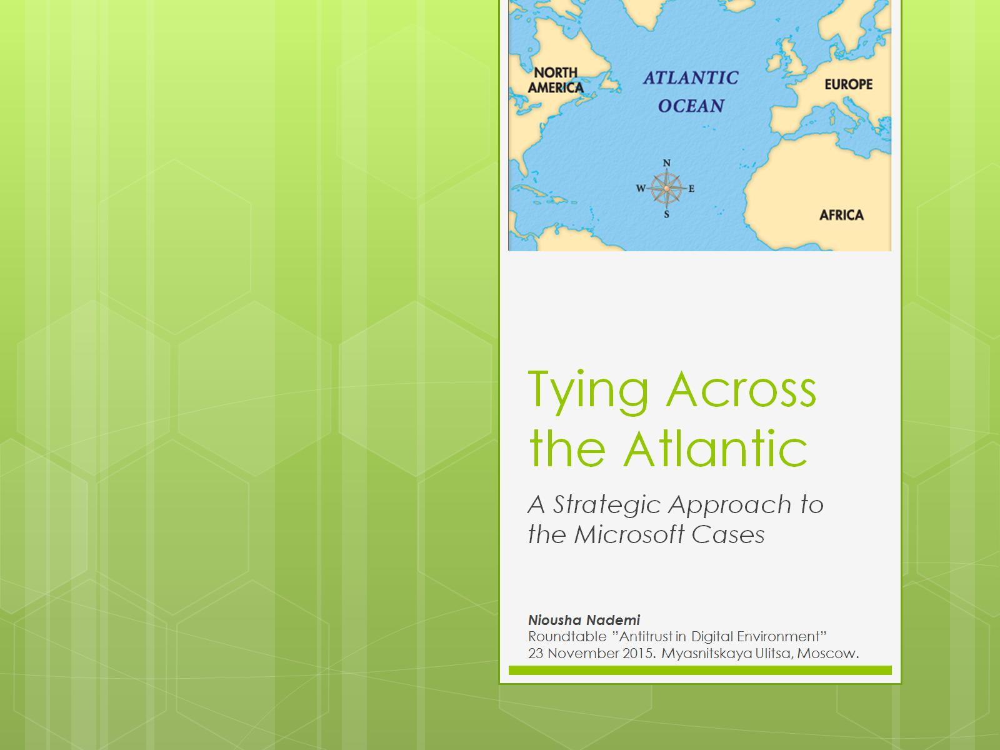 NORTH
AMERICA
ATLANTIC
OCEAN
EUROPE
N
W E
S
AFRICA
Tying Across
the Atlantic
A Strategic Approach to
the Microsoft Cases
Niousha Nademi
Roundtable ”Antitrust in Digital Environment”
23 November 2015. Myasnitskaya Ulitsa, Moscow.